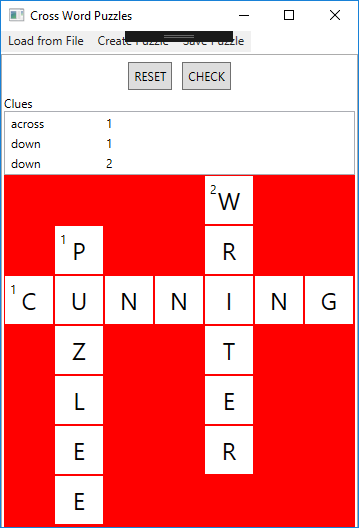 Cross Word Puzzles
Load from File Create Puzzle Save Puzzle
RESET CHECK
Clues
across 1
down 1
down 2
2 W
1 P R
1 C U N N I N G
Z T
L E
E R
E